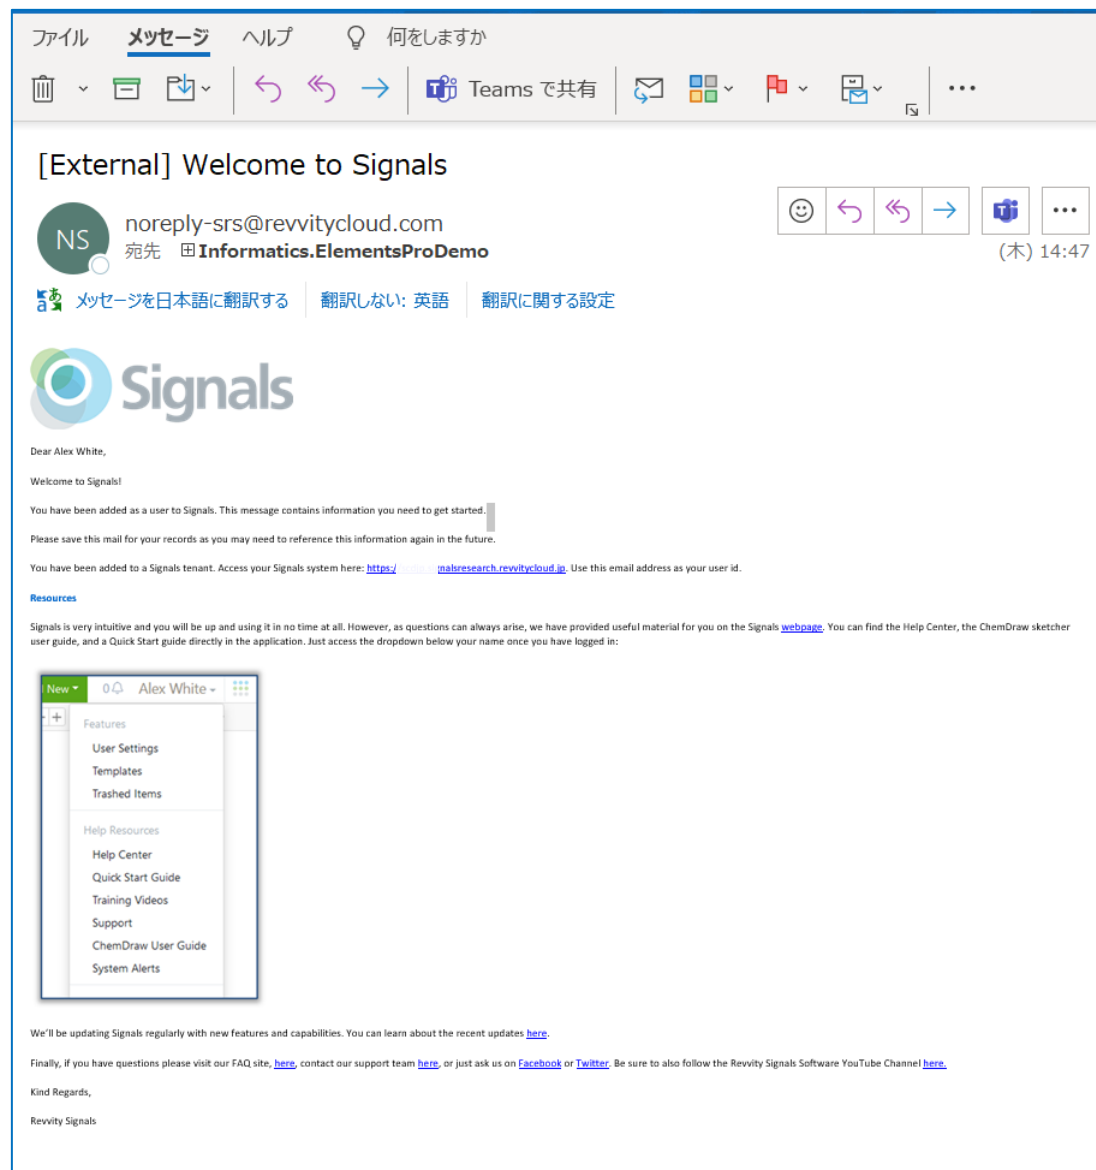 ファイル メッセージ ヘルプ 何をしますか
Teams で共有
[External] Welcome to Signals
NS
noreply-srs@revvitycloud.com
宛先 Informatics.ElementsProDemo
(木) 14:47
メッセージを日本語に翻訳する 翻訳しない: 英語 翻訳に関する設定
Signals
Dear Alex White,
Welcome to Signals!
You have been added as a user to Signals. This message contains information you need to get started.
Please save this mail for your records as you may need to reference this information again in the future.
You have been added to a Signals tenant. Access your Signals system here: https:/ nalsresearch.revvitycloud.jp. Use this email address as your user id.
Resources
Signals is very intuitive and you will be up and using it in no time at all. However, as questions can always arise, we have provided useful material for you on the Signals webpage. You can find the Help Center, the ChemDraw sketcher
user guide, and a Quick Start guide directly in the application. Just access the dropdown below your name once you have logged in:
New 0 Alex White
Features
User Settings
Templates
Trashed Items
Help Resources
Help Center
Quick Start Guide
Training Videos
Support
ChemDraw User Guide
System Alerts
We'll be updating Signals regularly with new features and capabilities. You can learn about the recent updates here.
Finally, if you have questions please visit our FAQ site, here, contact our support team here, or just ask us on Facebook or Twitter. Be sure to also follow the Revvity Signals Software YouTube Channel here.
Kind Regards,
Revvity Signals